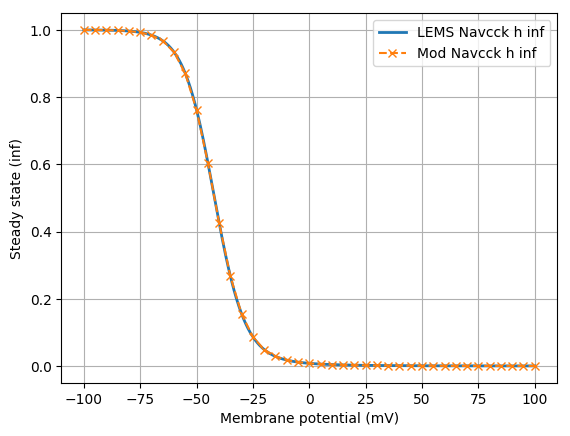 LEMS Navcck h inf
Mod Navcck h inf
Steady state (inf)
1.0
0.8
0.6
0.4
0.2
0.0
−100 −75 −50 −25 0 25 50 75 100
Membrane potential (mV)